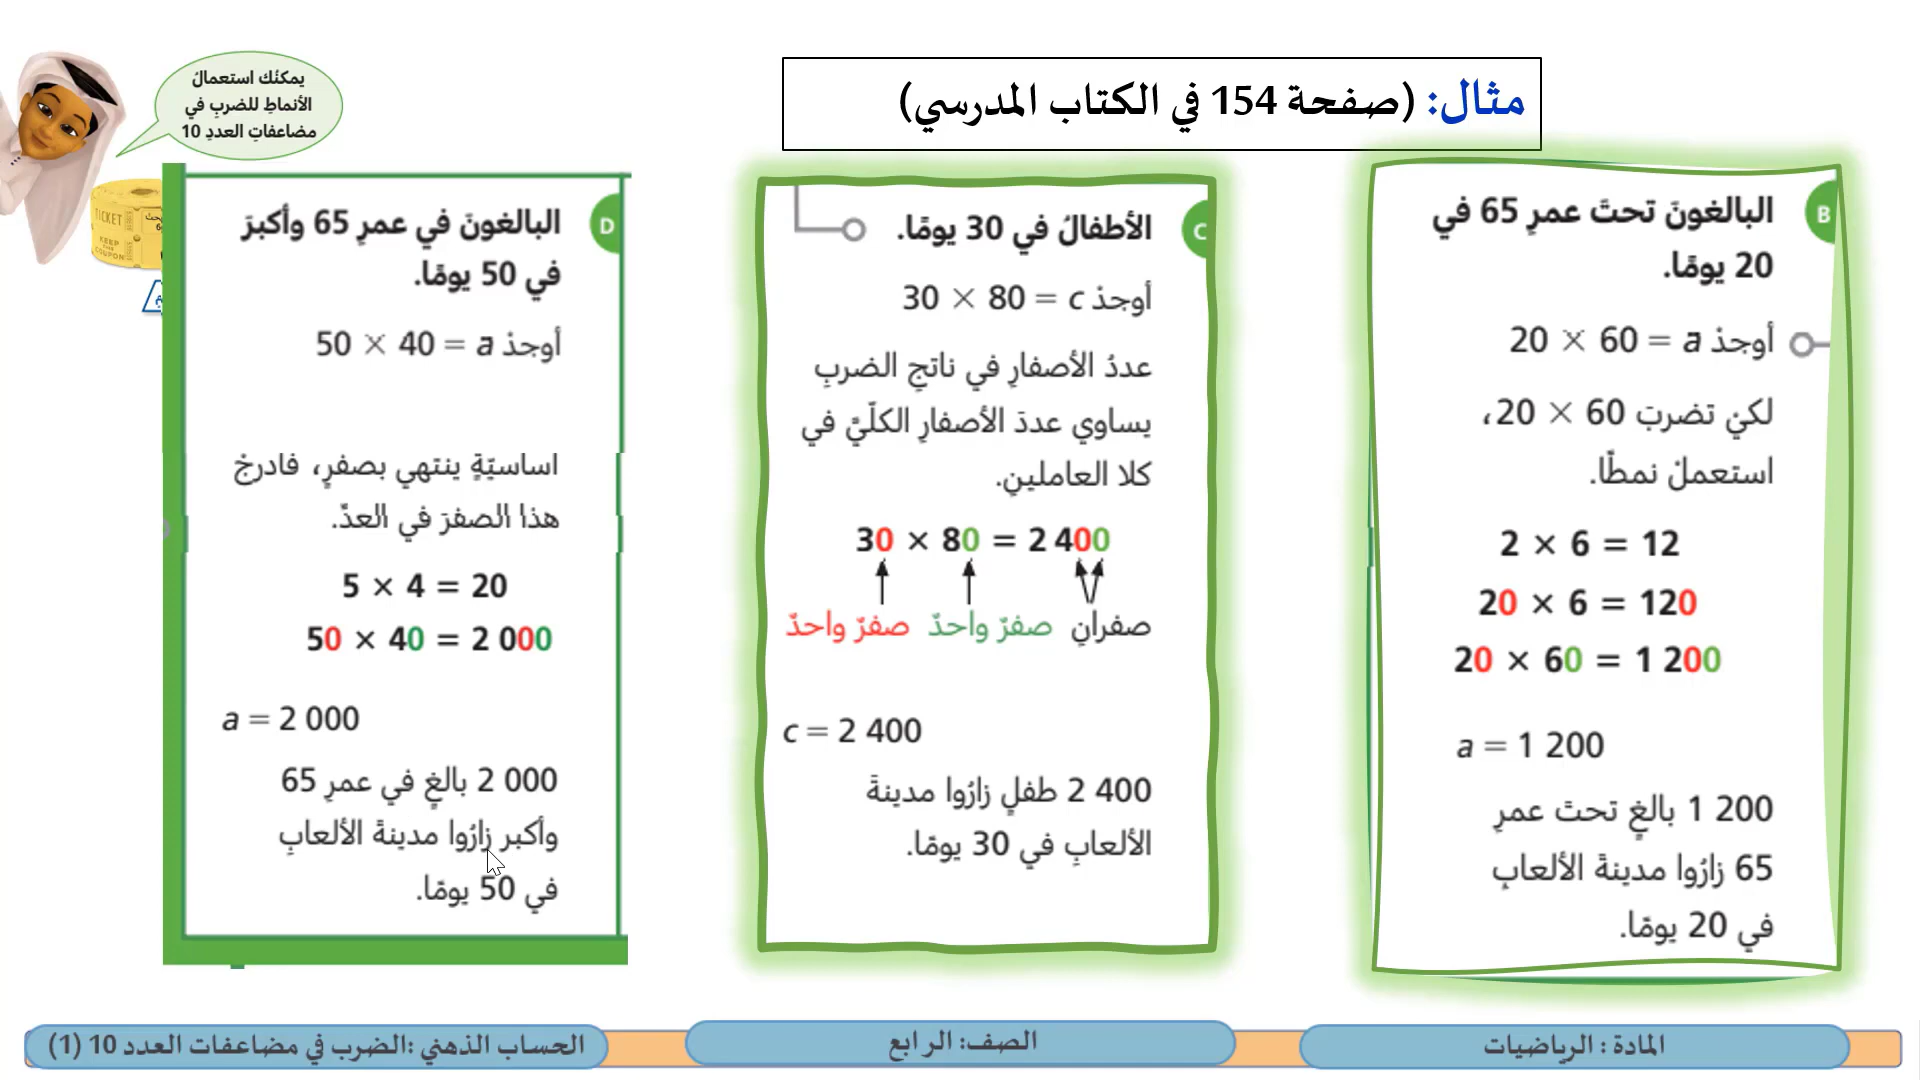 مثال: (صفحة 154 في الكتاب المدرسي)
يمكنُك استعمالُ
الأنماطِ للضربِ في
مضاعفاتِ العددِ 10
TICKET
KEEP
COUPON
B
البالغونَ تحتَ عمرِ 65 في
20 يومًا.
أوجدْ 20 × 60 = a
لكيْ تضربَ 60 × 20،
استعملْ نمطًا.
2 × 6 = 12
20 × 6 = 120
20 × 60 = 1 200
a = 1 200
1 200 بالغٍ تحتَ عمرِ
65 زارُوا مدينةَ الألعابِ
في 20 يومًا.
C
الأطفالُ في 30 يومًا.
أوجدْ 30 × 80 = c
عددُ الأصفارِ في ناتجِ الضربِ
يساوي عددَ الأصفارِ الكلّيَّ في
كلا العاملينِ.
30 × 80 = 2 400
صفرٌ واحدٌ صفرٌ واحدٌ صفرانِ
c = 2 400
2 400 طفلٍ زارُوا مدينةَ
الألعابِ في 30 يومًا.
D
البالغونَ في عمرِ 65 وأكبرَ
في 50 يومًا.
أوجدْ 50 × 40 = a
اساسيّةٍ ينتهي بصفرٍ، فادرجْ
هذا الصفرَ في العدِّ.
5 × 4 = 20
50 × 40 = 2 000
a = 2 000
2 000 بالغٍ في عمرِ 65
وأكبر زارُوا مدينةَ الألعابِ
في 50 يومًا.
المادة : الرياضيات
الصف: الرابع
الحساب الذهني :الضرب في مضاعفات العدد 10 (1)